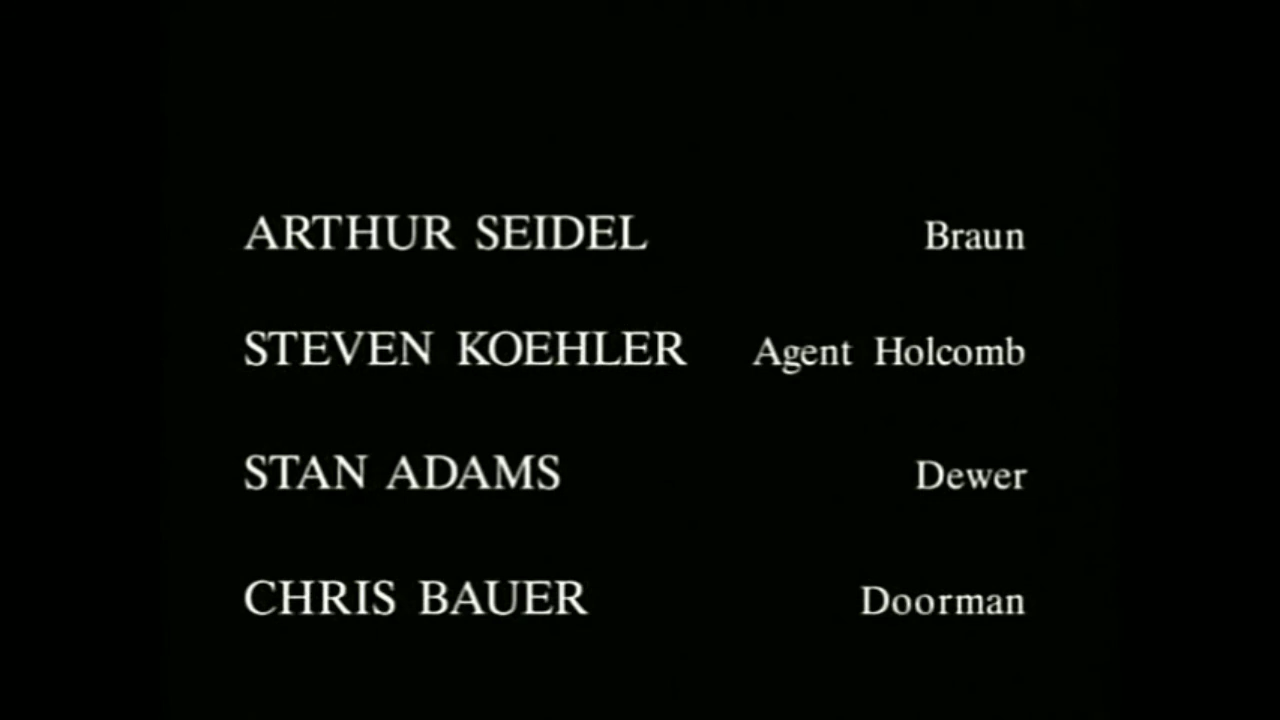 ARTHUR SEIDEL Braun
STEVEN KOEHLER Agent Holcomb
STAN ADAMS Dewer
CHRIS BAUER Doorman